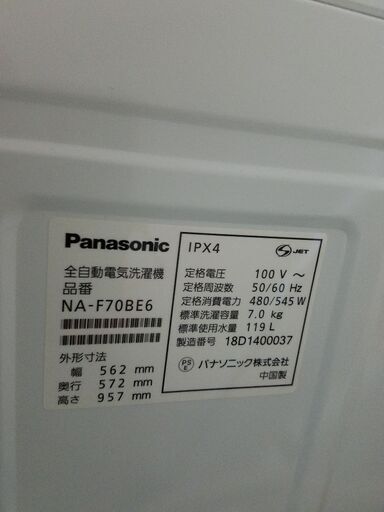 Panasonic
全自動電気洗濯機
品番
NA-F70BE6
外形寸法
幅 562 mm
奥行 572 mm
高さ 957 mm
IPX4
S JET
定格電圧 100 V ～
定格周波数 50/60 Hz
定格消費電力 480/545 W
標準洗濯容量 7.0 kg
標準使用水量 119 L
製造番号 18D1400037
PS E パナソニック株式会社
中国製